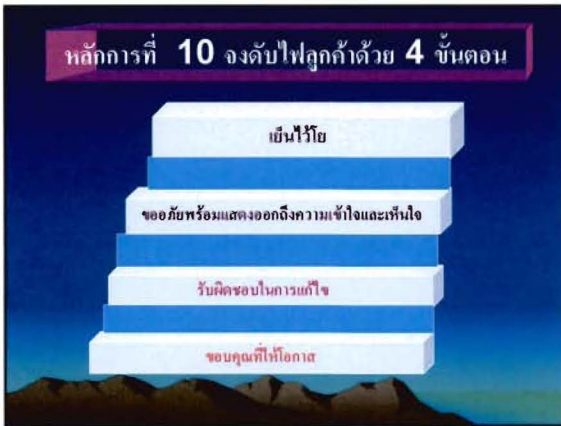 หลักการที่ 10 จงดับไฟลูกค้าด้วย 4 ขั้นตอน
เย็นไว้โย
ขออภัยพร้อมแสดงออกถึงความเข้าใจและเห็นใจ
รับผิดชอบในการแก้ไข
ขอบคุณที่ให้โอกาส